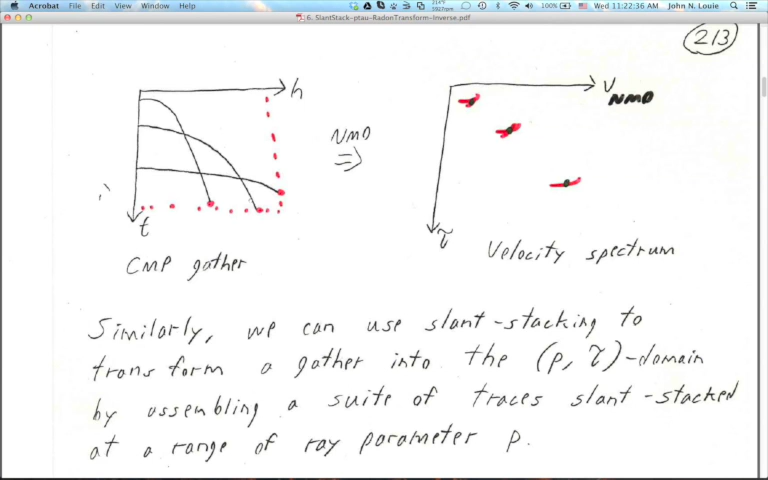 Acrobat File Edit View Window Help
100% Wed Nov 11:22:36 AM John N. Louie
6. SlantStack-ptau-RadonTransform-Inverse.pdf
213
h
t
CMP gather
NMO
⇒
V NMO
τ
Velocity spectrum
Similarly, we can use slant-stacking to
transform a gather into the (p, τ)-domain
by assembling a suite of traces slant-stacked
at a range of ray parameter p.